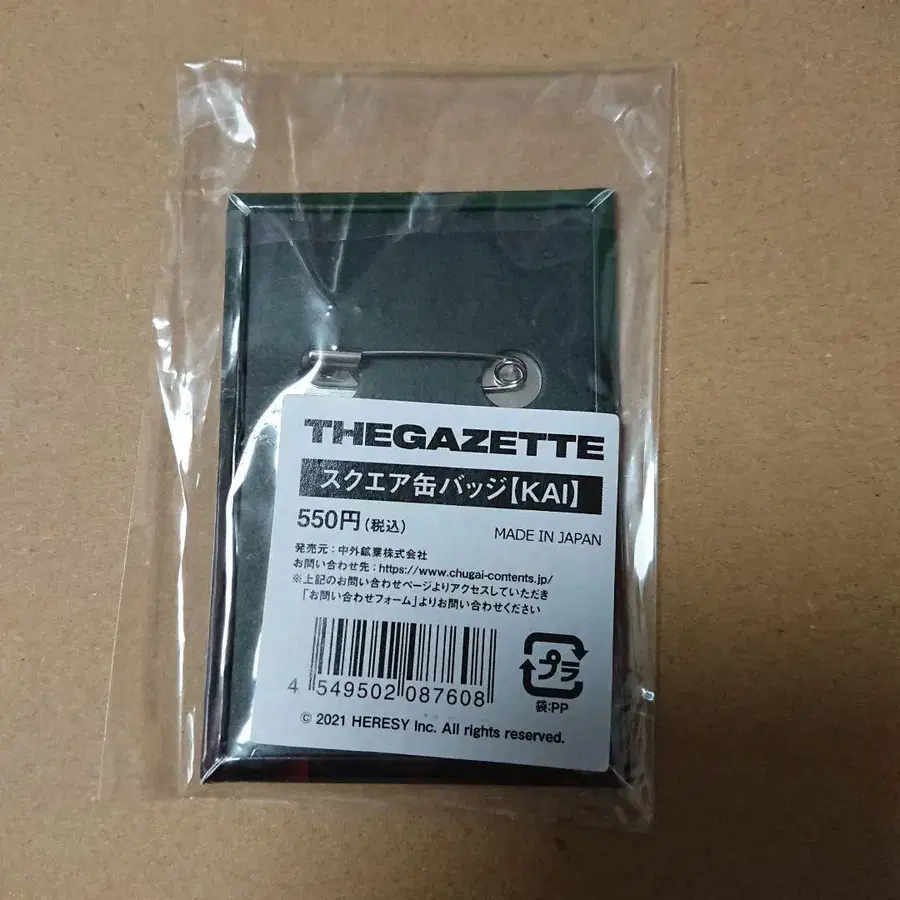 THEGAZETTE
スクエア缶バッジ【KAI】
550円(税込)
MADE IN JAPAN
発売元:中外鉱業株式会社
お問い合わせ先:https://www.chugai-contents.jp/
※上記のお問い合わせページよりアクセスしていただき
「お問い合わせフォーム」よりお問い合わせください
4 549502 087608
プラ
袋:PP
© 2021 HERESY Inc. All rights reserved.